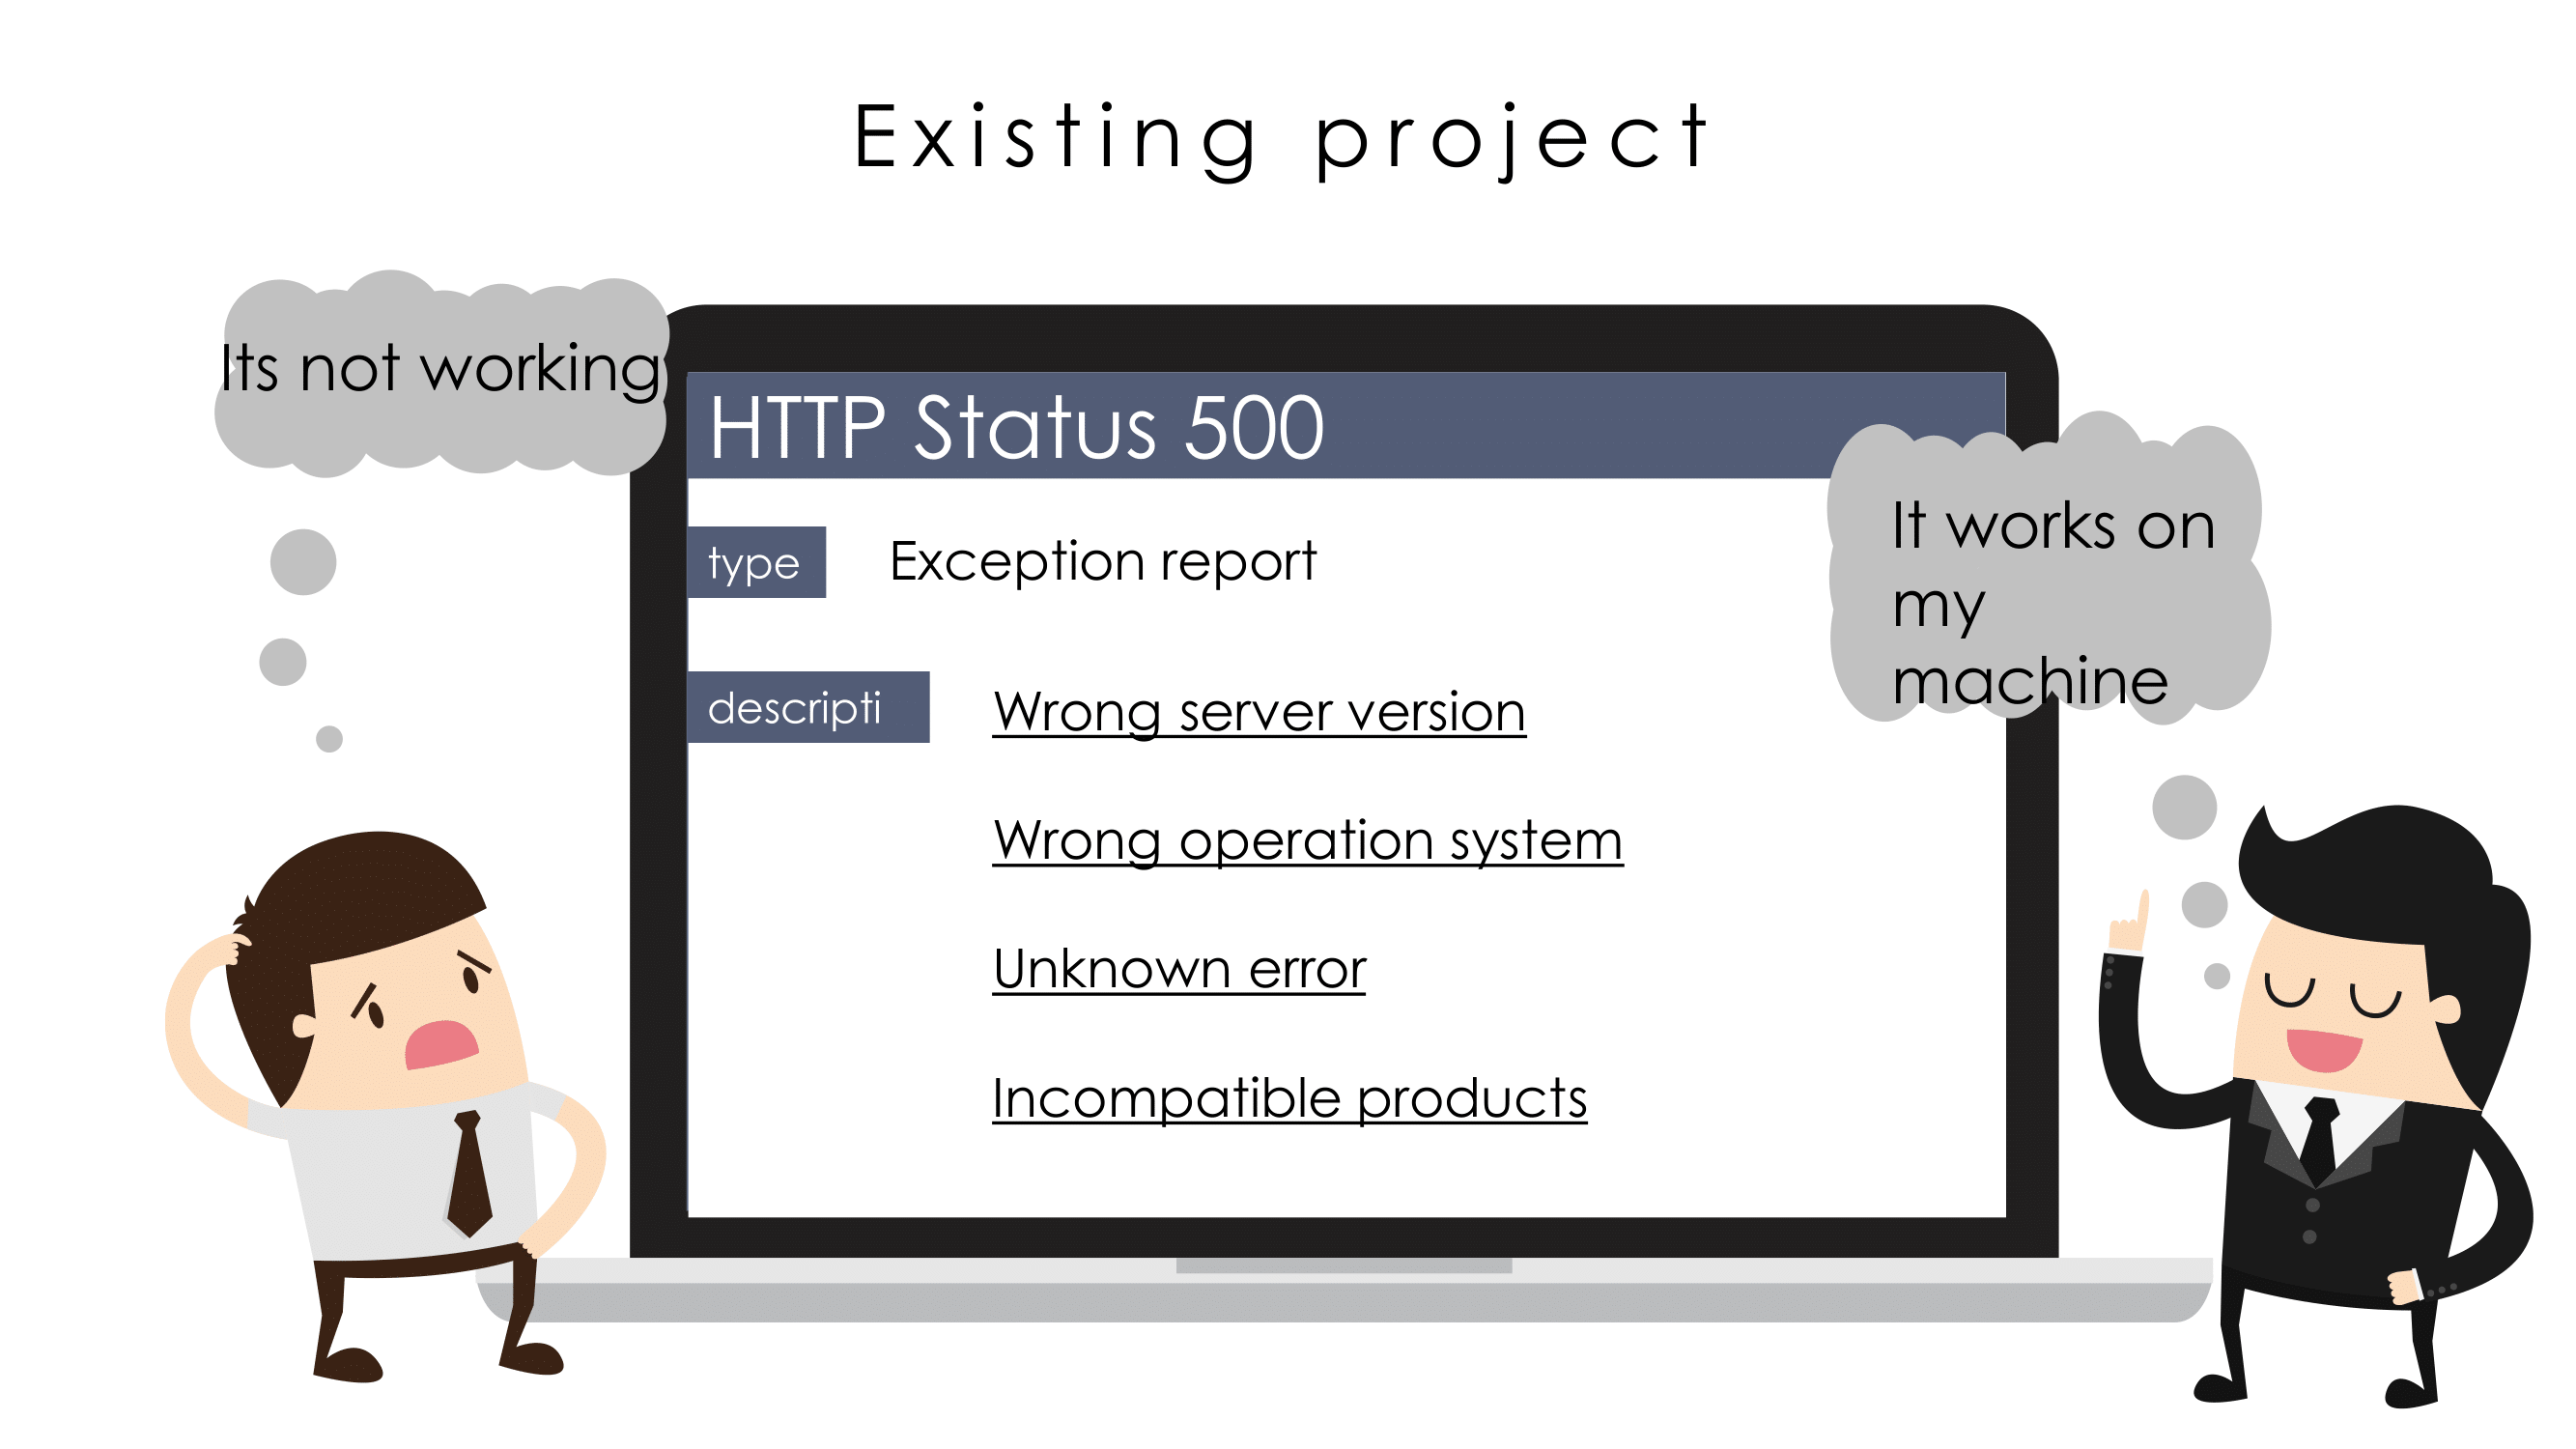 Existing project
Its not working
HTTP Status 500
It works on
my
machine
type
Exception report
descripti
Wrong server version
Wrong operation system
Unknown error
Incompatible products